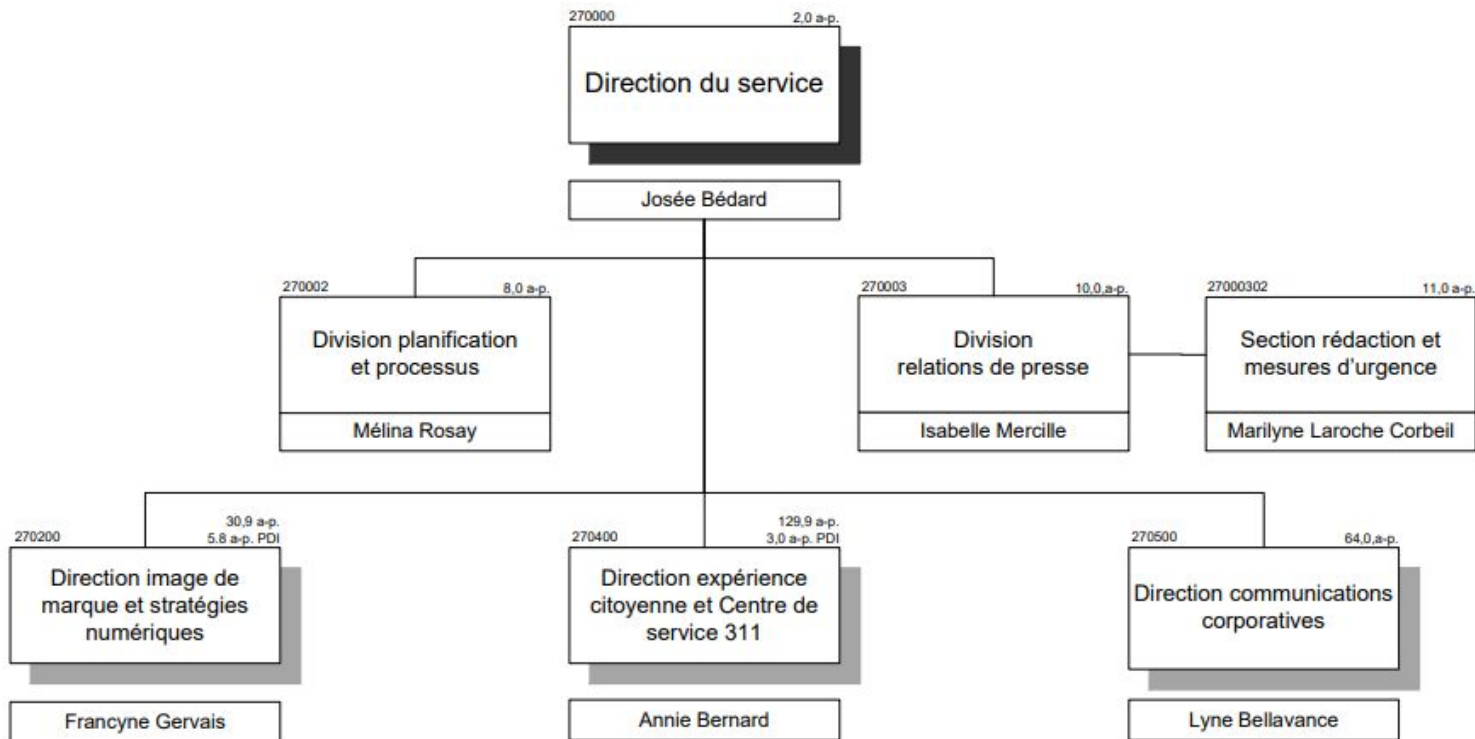 270000
2,0 a-p.
Direction du service
Josée Bédard
270002
8,0 a-p.
Division planification
et processus
Mélina Rosay
270003
10,0,a-p.
Division
relations de presse
Isabelle Mercille
27000302
11,0 a-p.
Section rédaction et
mesures d'urgence
Marilyne Laroche Corbeil
270200
30,9 a-p.
5.8 a-p. PDI
Direction image de
marque et stratégies
numériques
Francyne Gervais
270400
129,9 a-p.
3,0 a-p. PDI
Direction expérience
citoyenne et Centre de
service 311
Annie Bernard
270500
64,0,a-p.
Direction communications
corporatives
Lyne Bellavance